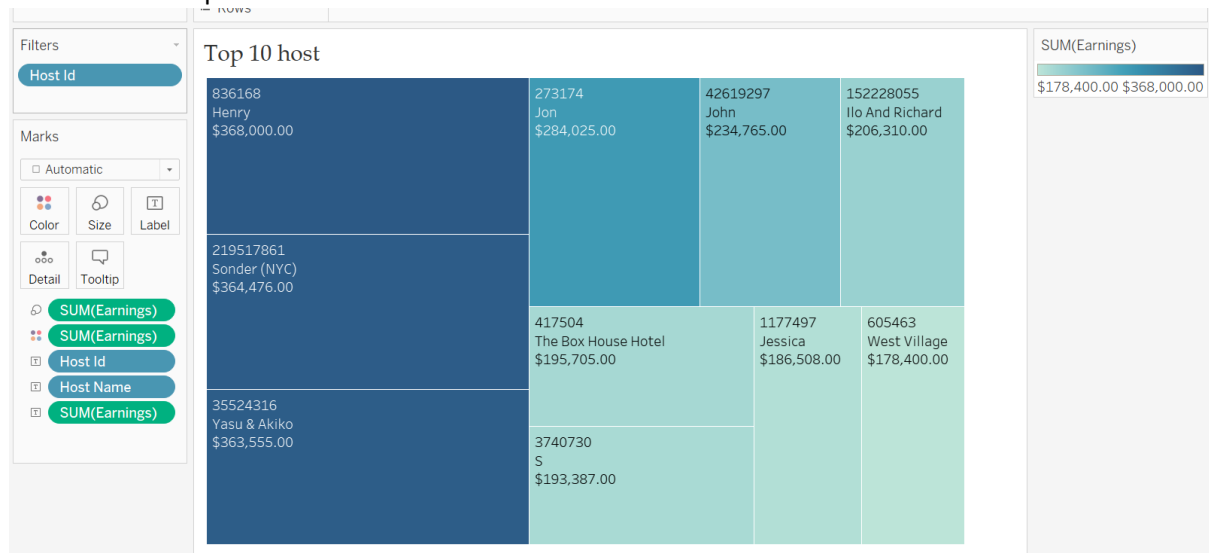 Rows
Filters
Host Id
Marks
Automatic
Color
Size
Label
Detail
Tooltip
SUM(Earnings)
SUM(Earnings)
Host Id
Host Name
SUM(Earnings)
Top 10 host
836168
Henry
$368,000.00
219517861
Sonder (NYC)
$364,476.00
35524316
Yasu & Akiko
$363,555.00
273174
Jon
$284,025.00
42619297
John
$234,765.00
152228055
Ilo And Richard
$206,310.00
417504
The Box House Hotel
$195,705.00
3740730
S
$193,387.00
1177497
Jessica
$186,508.00
605463
West Village
$178,400.00
SUM(Earnings)
$178,400.00 $368,000.00